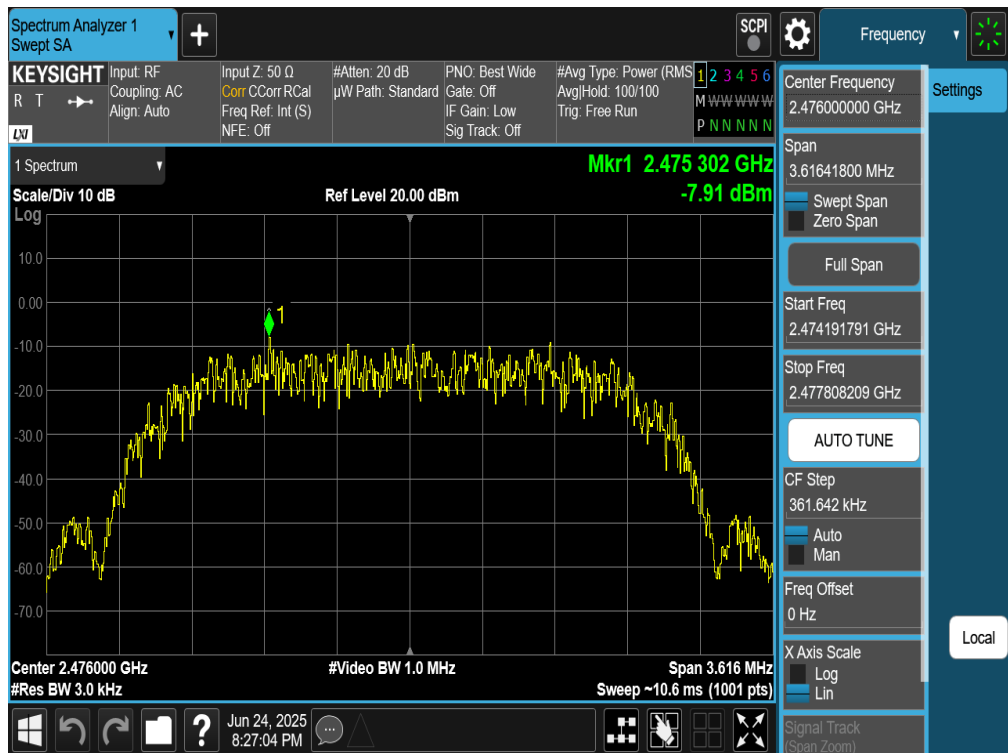 Spectrum Analyzer 1
Swept SA
+
SCPI
Frequency
KEYSIGHT
R T
LXI
Input: RF
Coupling: AC
Align: Auto
Input Z: 50 Ω
Corr CCorr RCal
Freq Ref: Int (S)
NFE: Off
#Atten: 20 dB
µW Path: Standard
PNO: Best Wide
Gate: Off
IF Gain: Low
Sig Track: Off
#Avg Type: Power (RMS
Avg|Hold: 100/100
Trig: Free Run
1 2 3 4 5 6
M W W W W W
P N N N N N
1 Spectrum
Mkr1 2.475 302 GHz
-7.91 dBm
Scale/Div 10 dB
Ref Level 20.00 dBm
Log
10.0
0.00
-10.0
-20.0
-30.0
-40.0
-50.0
-60.0
-70.0
1
Center 2.476000 GHz
#Video BW 1.0 MHz
Span 3.616 MHz
#Res BW 3.0 kHz
Sweep ~10.6 ms (1001 pts)
Center Frequency
2.476000000 GHz
Settings
Span
3.61641800 MHz
Swept Span
Zero Span
Full Span
Start Freq
2.474191791 GHz
Stop Freq
2.477808209 GHz
AUTO TUNE
CF Step
361.642 kHz
Auto
Man
Freq Offset
0 Hz
X Axis Scale
Log
Lin
Local
Signal Track
(Span Zoom)
?
Jun 24, 2025
8:27:04 PM